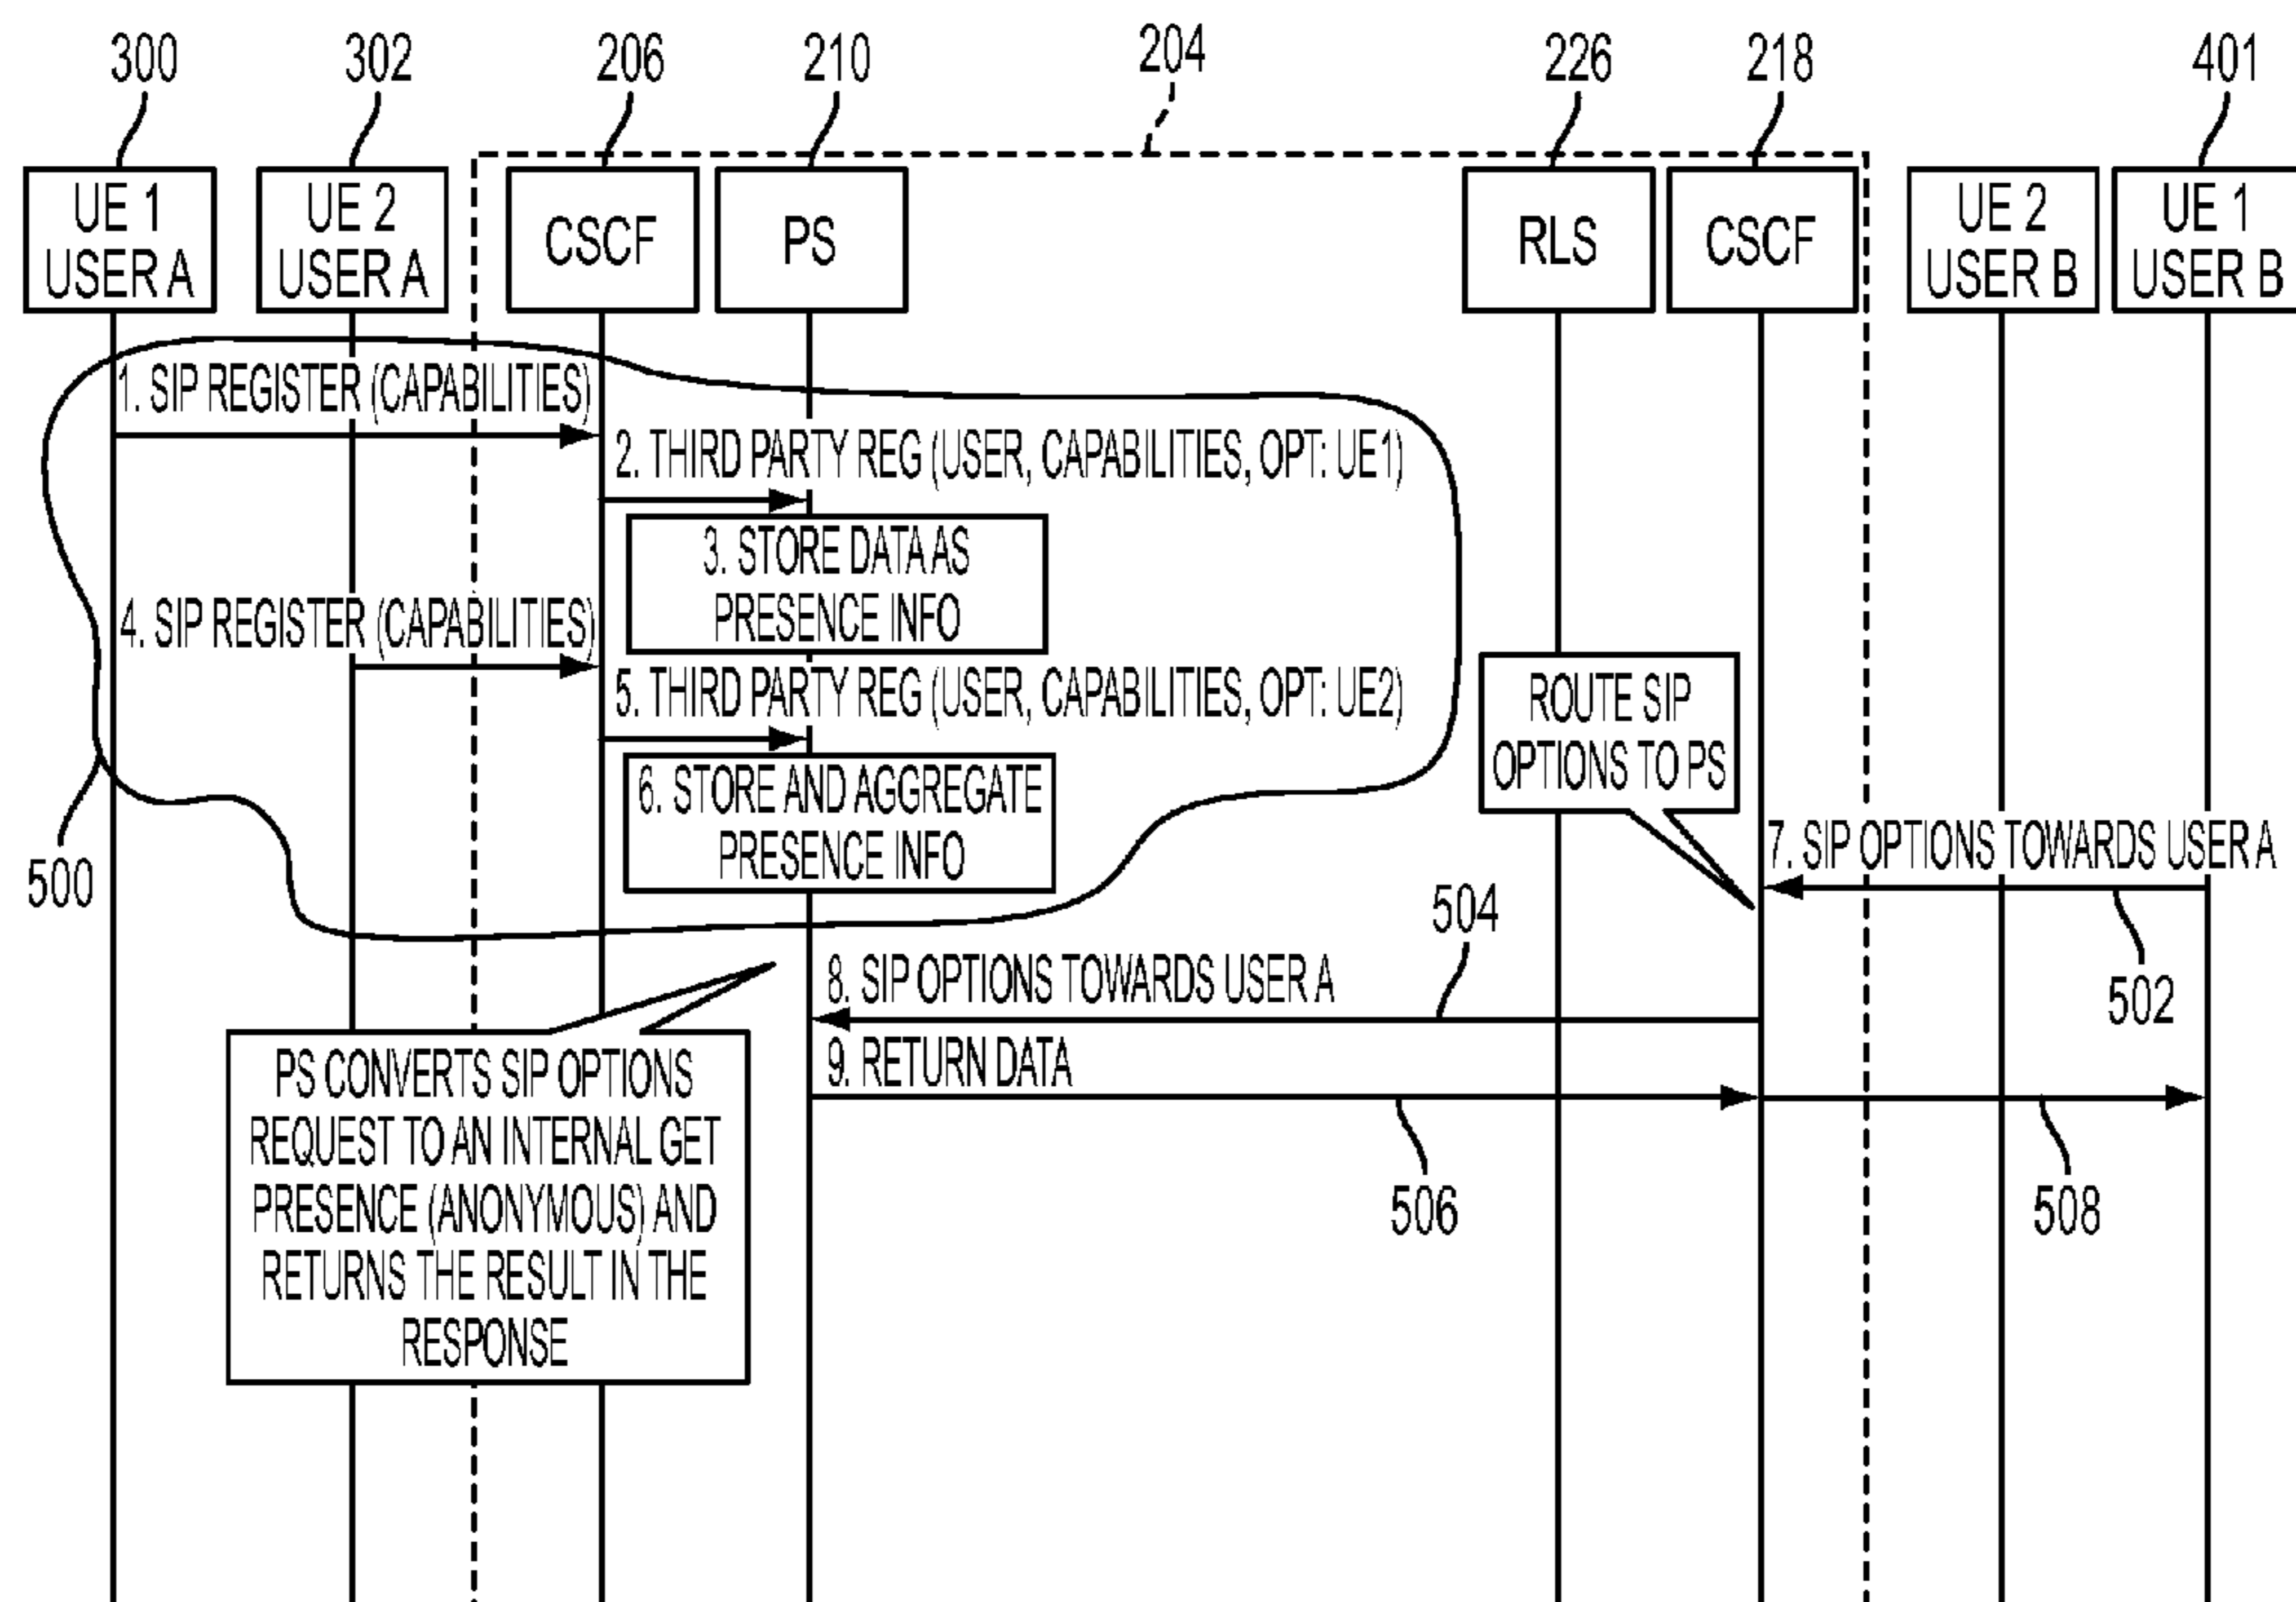 300
302
206
210
204
226
218
401
UE 1
USER A
UE 2
USER A
CSCF
PS
RLS
CSCF
UE 2
USER B
UE 1
USER B
1. SIP REGISTER (CAPABILITIES)
2. THIRD PARTY REG (USER, CAPABILITIES, OPT: UE1)
3. STORE DATA AS
PRESENCE INFO
4. SIP REGISTER (CAPABILITIES)
5. THIRD PARTY REG (USER, CAPABILITIES, OPT: UE2)
6. STORE AND AGGREGATE
PRESENCE INFO
500
ROUTE SIP
OPTIONS TO PS
7. SIP OPTIONS TOWARDS USER A
502
504
8. SIP OPTIONS TOWARDS USER A
9. RETURN DATA
506
508
PS CONVERTS SIP OPTIONS
REQUEST TO AN INTERNAL GET
PRESENCE (ANONYMOUS) AND
RETURNS THE RESULT IN THE
RESPONSE